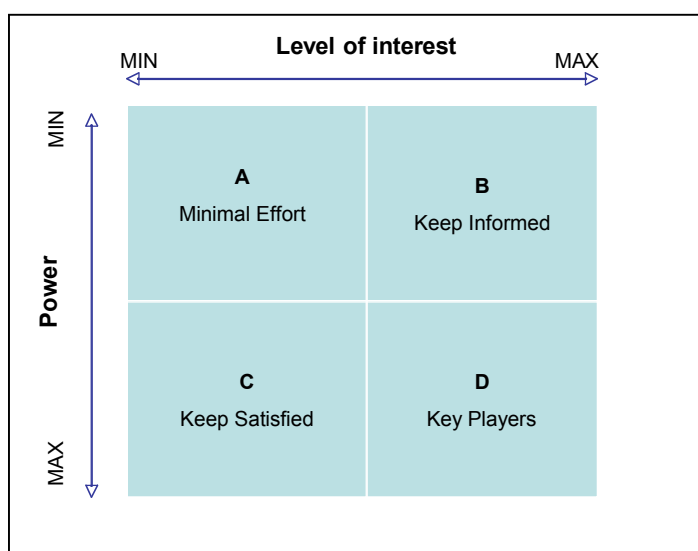 Level of interest
MIN
MAX
MIN
Power
MAX
A
Minimal Effort
B
Keep Informed
C
Keep Satisfied
D
Key Players